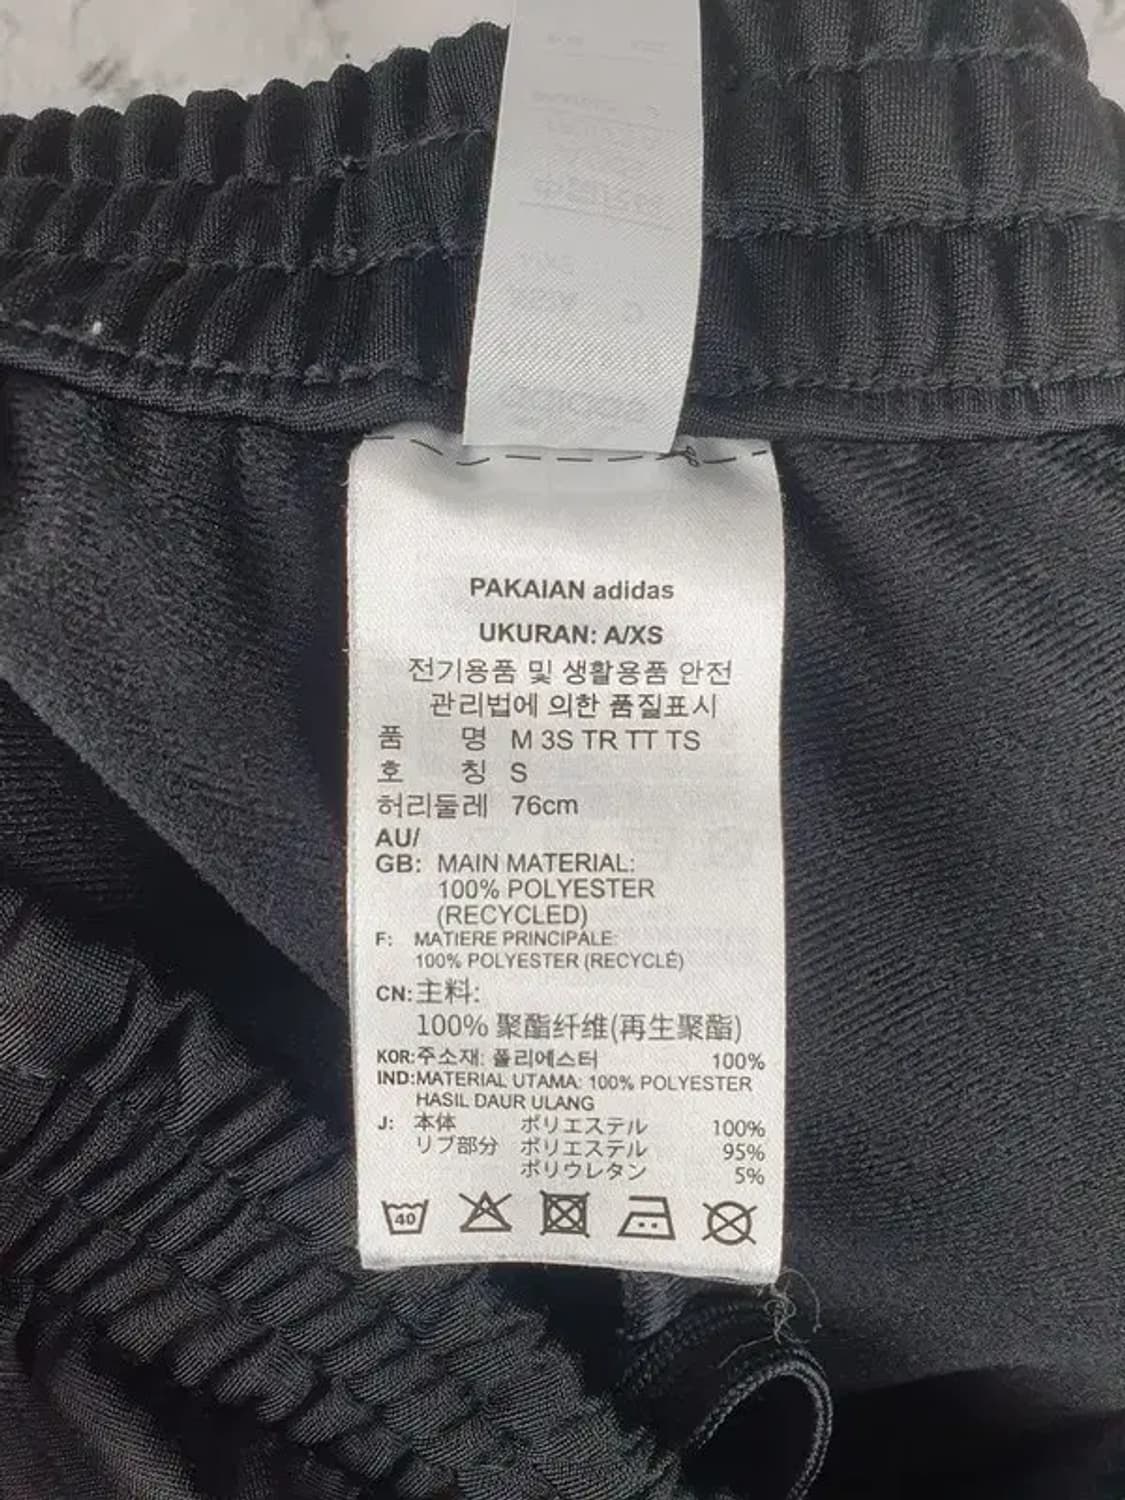 PAKAIAN adidas
UKURAN: A/XS
전기용품 및 생활용품 안전
관리법에 의한 품질표시
품 명 M 3S TR TT TS
호 칭 S
허리둘레 76cm
AU/
GB: MAIN MATERIAL:
100% POLYESTER
(RECYCLED)
F: MATIERE PRINCIPALE:
100% POLYESTER (RECYCLÉ)
CN: 主料:
100% 聚酯纤维(再生聚酯)
KOR: 주소재: 폴리에스터 100%
IND: MATERIAL UTAMA: 100% POLYESTER
HASIL DAUR ULANG
J: 本体 ポリエステル 100%
リブ部分 ポリエステル 95%
ポリウレタン 5%
40